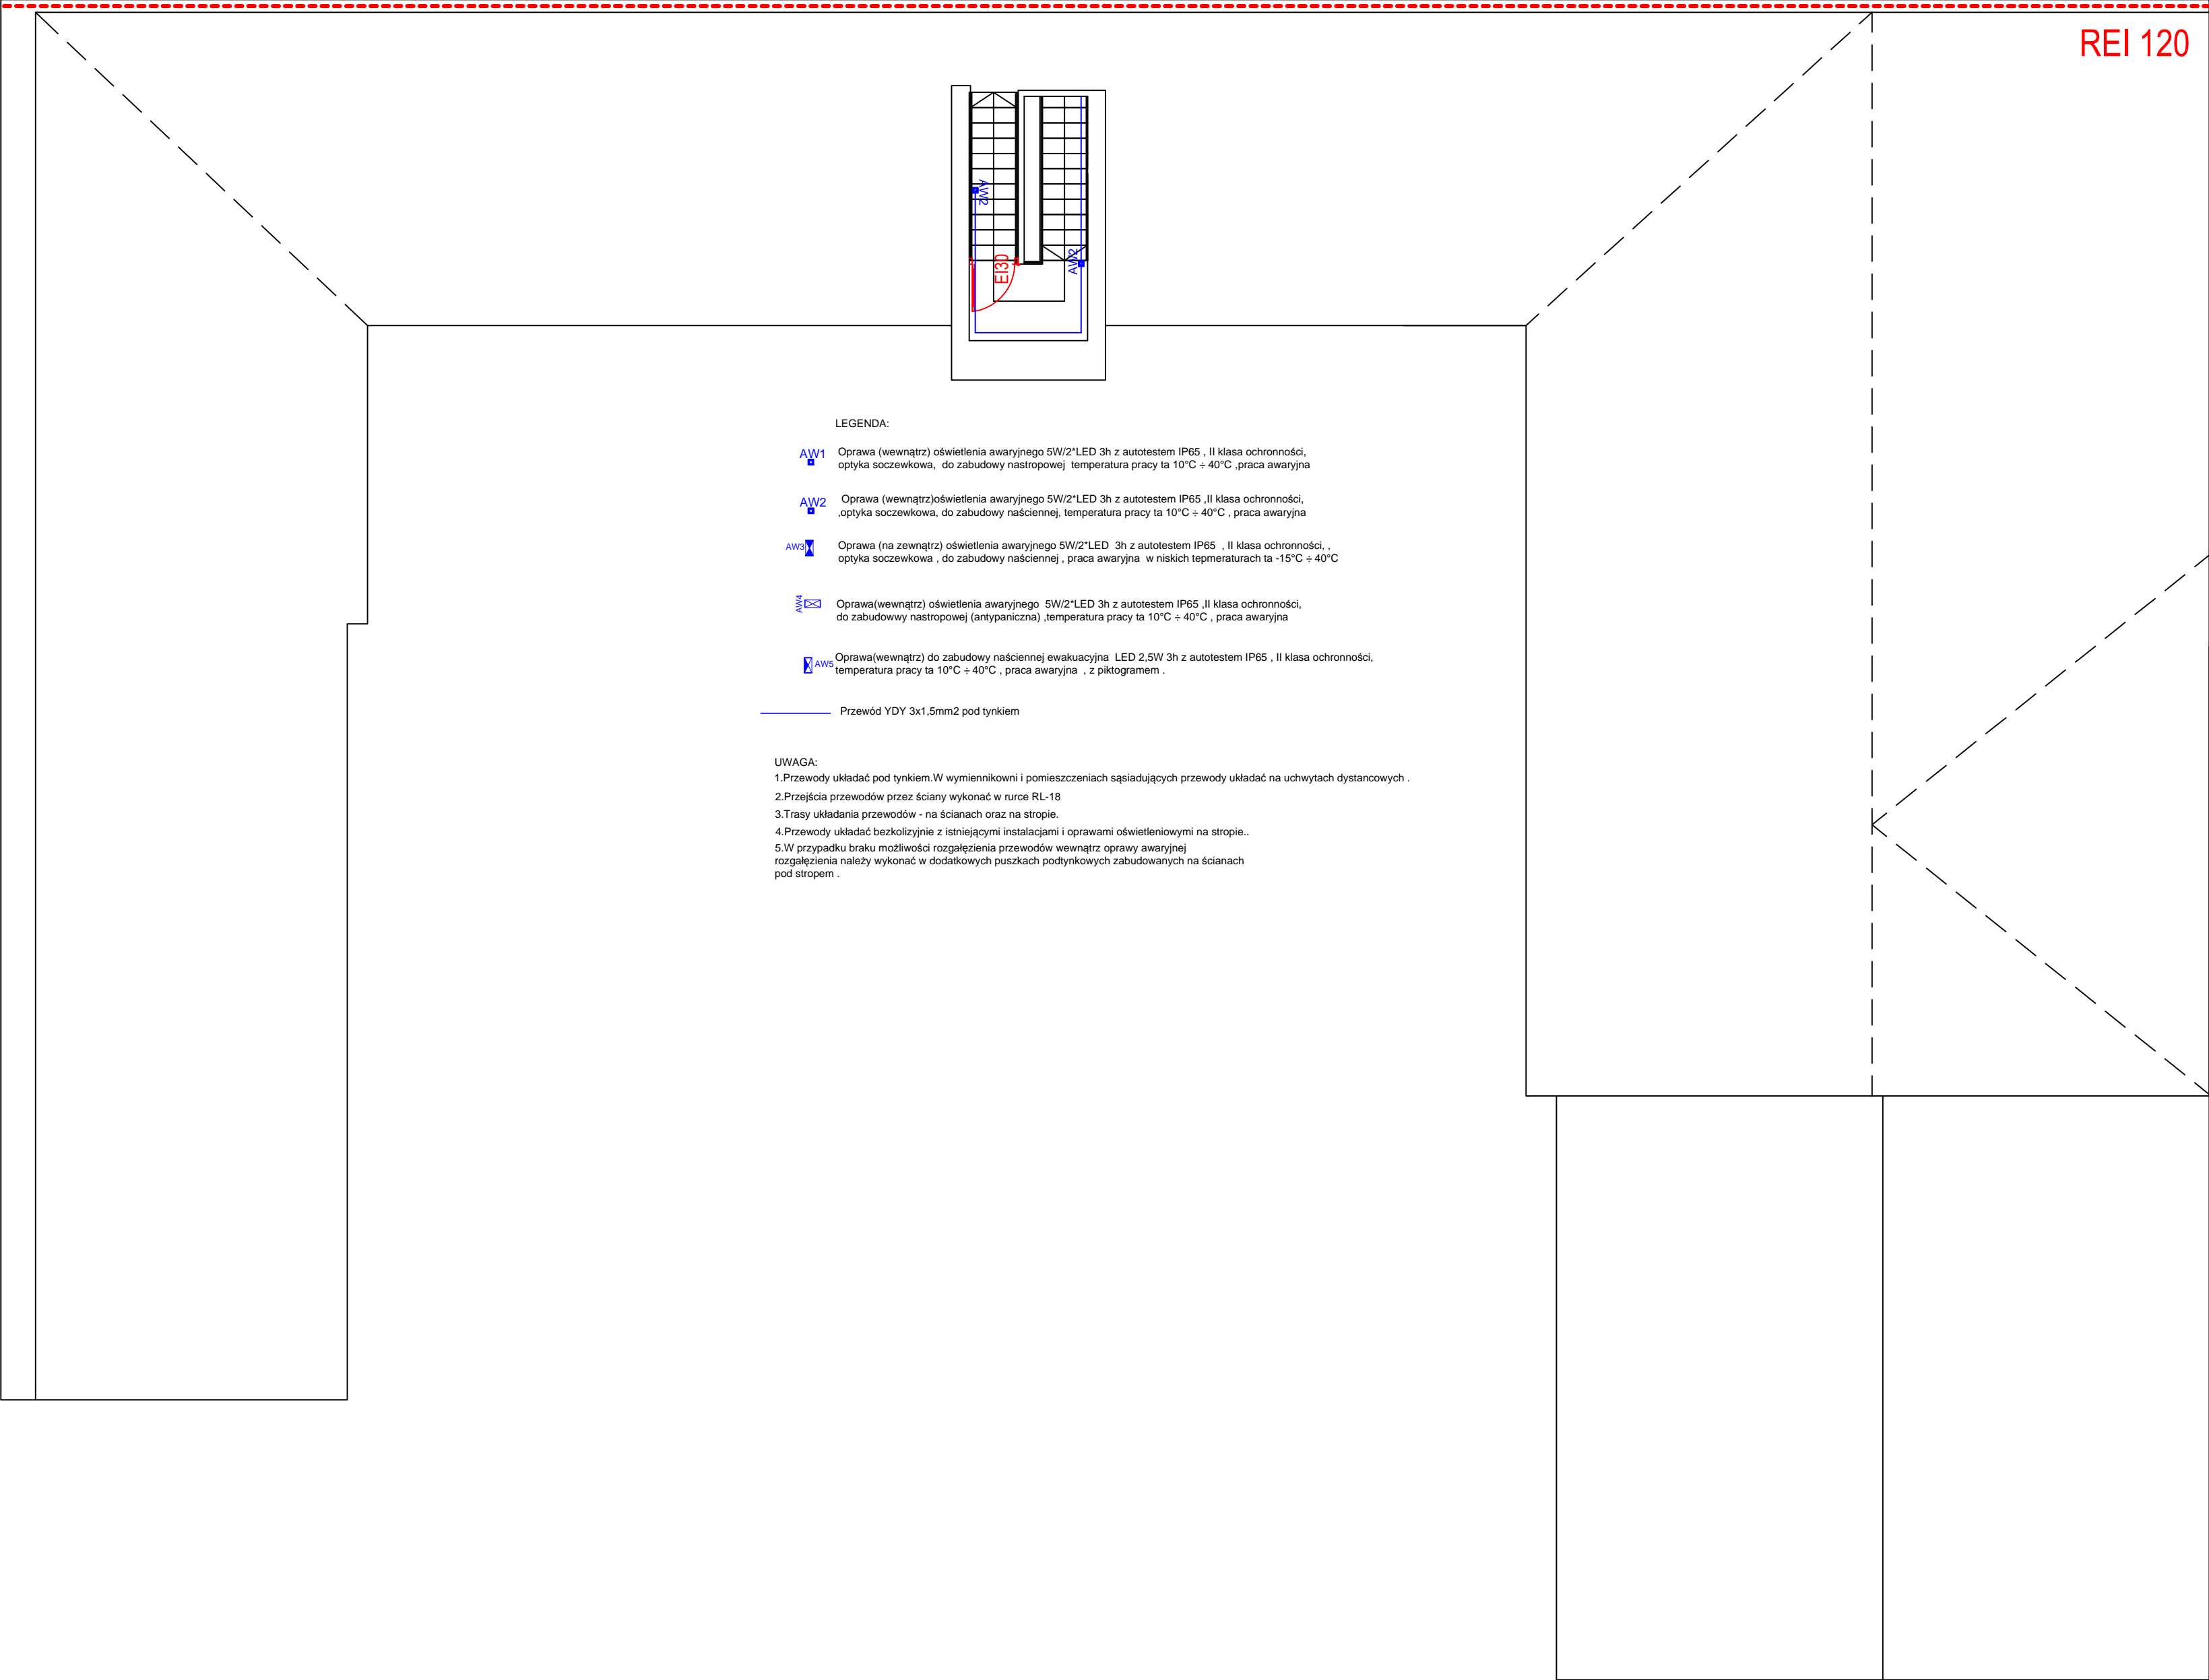 REI 120
AW2
EI30
AW2
LEGENDA:
AW1 Oprawa (wewnątrz) oświetlenia awaryjnego 5W/2*LED 3h z autotestem IP65 , II klasa ochronności,
optyka soczewkowa, do zabudowy nastropowej temperatura pracy ta 10°C ÷ 40°C ,praca awaryjna
AW2 Oprawa (wewnątrz)oświetlenia awaryjnego 5W/2*LED 3h z autotestem IP65 ,II klasa ochronności,
,optyka soczewkowa, do zabudowy naściennej, temperatura pracy ta 10°C ÷ 40°C , praca awaryjna
AW3 Oprawa (na zewnątrz) oświetlenia awaryjnego 5W/2*LED 3h z autotestem IP65 , II klasa ochronności, ,
optyka soczewkowa , do zabudowy naściennej , praca awaryjna w niskich tepmeraturach ta -15°C ÷ 40°C
AW4 Oprawa(wewnątrz) oświetlenia awaryjnego 5W/2*LED 3h z autotestem IP65 ,II klasa ochronności,
do zabudowwy nastropowej (antypaniczna) ,temperatura pracy ta 10°C ÷ 40°C , praca awaryjna
AW5 Oprawa(wewnątrz) do zabudowy naściennej ewakuacyjna LED 2,5W 3h z autotestem IP65 , II klasa ochronności,
temperatura pracy ta 10°C ÷ 40°C , praca awaryjna , z piktogramem .
Przewód YDY 3x1,5mm2 pod tynkiem
UWAGA:
1.Przewody układać pod tynkiem.W wymiennikowni i pomieszczeniach sąsiadujących przewody układać na uchwytach dystancowych .
2.Przejścia przewodów przez ściany wykonać w rurce RL-18
3.Trasy układania przewodów - na ścianach oraz na stropie.
4.Przewody układać bezkolizyjnie z istniejącymi instalacjami i oprawami oświetleniowymi na stropie..
5.W przypadku braku możliwości rozgałęzienia przewodów wewnątrz oprawy awaryjnej
rozgałęzienia należy wykonać w dodatkowych puszkach podtynkowych zabudowanych na ścianach
pod stropem .